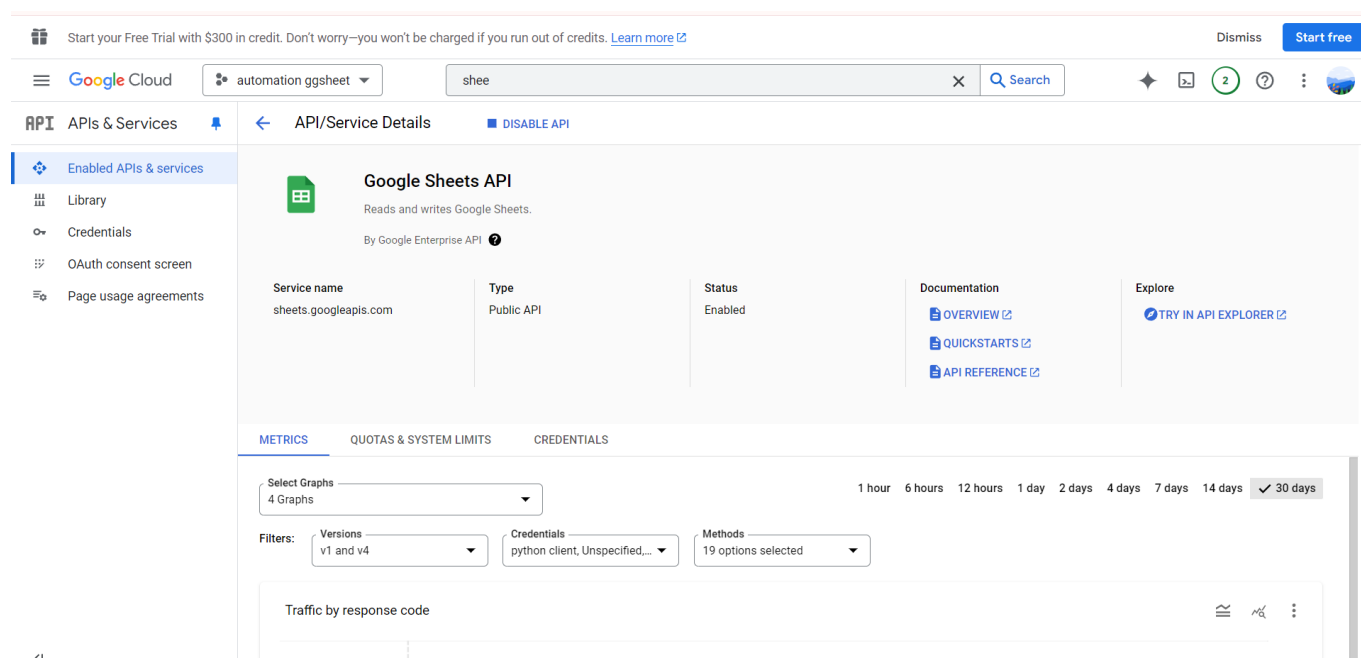 Start your Free Trial with $300 in credit. Don't worry—you won't be charged if you run out of credits. Learn more
Dismiss
Start free
Google Cloud
automation ggsheet
shee
Search
2
API APIs & Services
API/Service Details
DISABLE API
Enabled APIs & services
Library
Credentials
OAuth consent screen
Page usage agreements
Google Sheets API
Reads and writes Google Sheets.
By Google Enterprise API
Service name
sheets.googleapis.com
Type
Public API
Status
Enabled
Documentation
OVERVIEW
QUICKSTARTS
API REFERENCE
Explore
TRY IN API EXPLORER
METRICS
QUOTAS & SYSTEM LIMITS
CREDENTIALS
Select Graphs
4 Graphs
1 hour 6 hours 12 hours 1 day 2 days 4 days 7 days 14 days 30 days
Filters:
Versions
v1 and v4
Credentials
python client, Unspecified,...
Methods
19 options selected
Traffic by response code